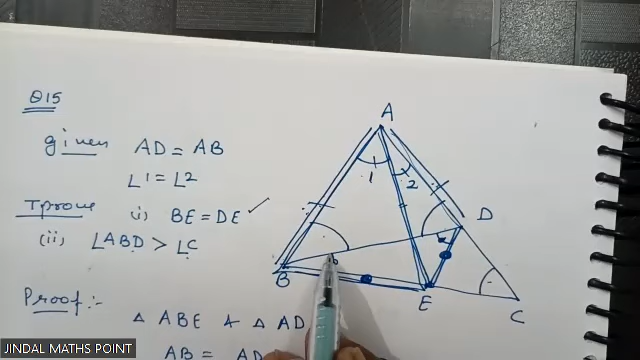 Q15
given AD = AB
∠1 = ∠2
Tprove (i) BE = DE ✓
(ii) ∠ABD > ∠C
Proof :-
△ ABE & △ AD
AB = AD
A
1
2
D
B
E
C
JINDAL MATHS POINT